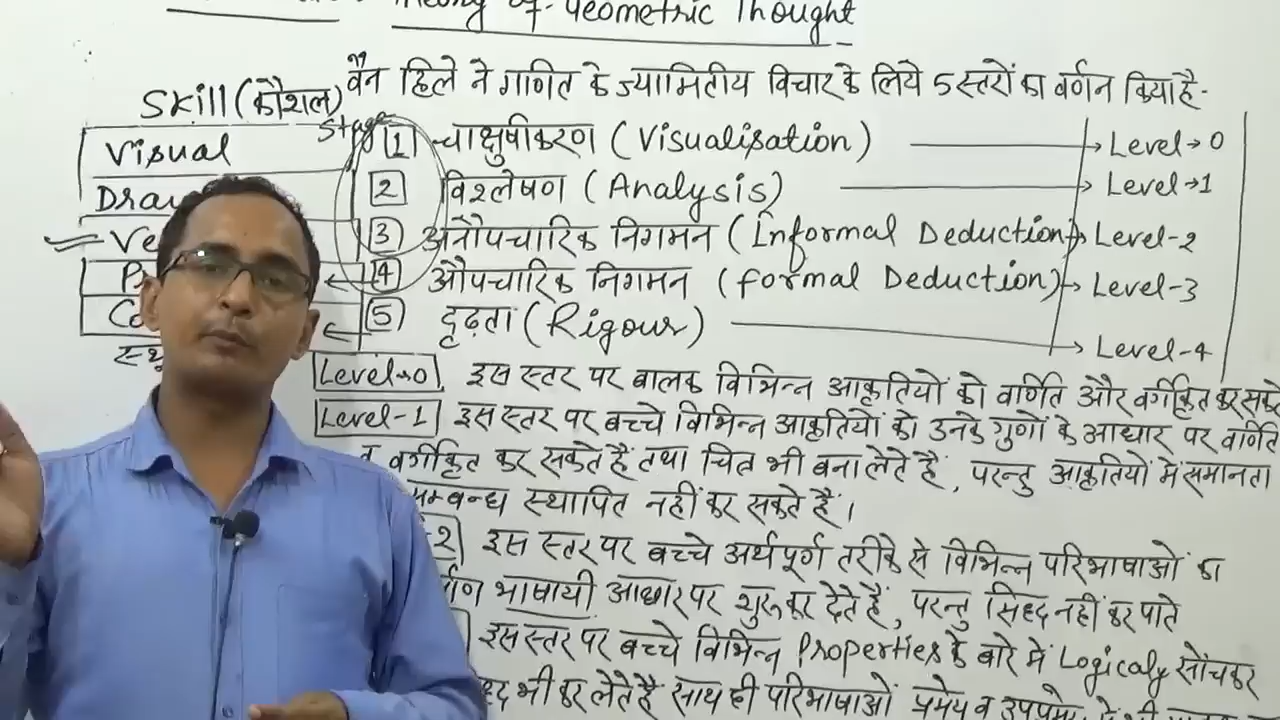 Theory of Geometric Thought
वैन हिले ने गणित के ज्यामितीय विचार के लिये 5 स्तरों का वर्णन किया है-
Skill (कौशल)
Stage
Visual
1 चाक्षुषीकरण (Visualisation) Level→0
2 विश्लेषण (Analysis) Level→1
3 अनौपचारिक निगमन (Informal Deduction) Level-2
4 औपचारिक निगमन (formal Deduction) Level-3
5 दृढ़ता (Rigour) Level-4
Level→0 इस स्तर पर बालक विभिन्न आकृतियों को वर्णित और वर्गीकृत कर सकते
Level-1 इस स्तर पर बच्चे विभिन्न आकृतियों को उनके गुणों के आधार पर वर्णित
व वर्गीकृत कर सकते हैं तथा चित्र भी बना लेते हैं, परन्तु आकृतियों में समानता
सम्बन्ध स्थापित नहीं कर सकते हैं।
2 इस स्तर पर बच्चे अर्थपूर्ण तरीके से विभिन्न परिभाषाओं का
भाषायी आधार पर शुरू कर देते हैं, परन्तु सिद्ध नहीं कर पाते
इस स्तर पर बच्चे विभिन्न Properties के बारे में Logicaly सोंचकर
भी कर लेते हैं साथ ही परिभाषाओं प्रमेय व